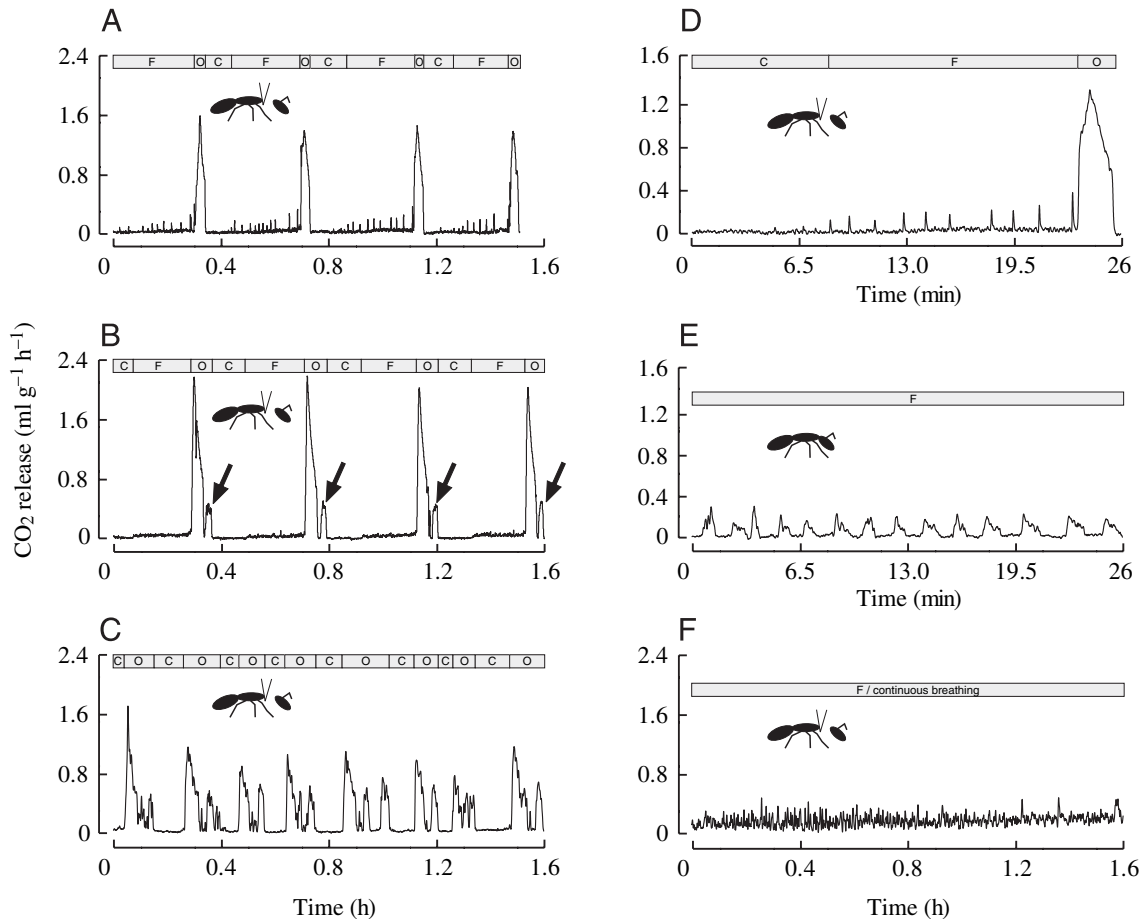 A
2.4
1.6
0.8
0
F O C F O C F O C F O
0 0.4 0.8 1.2 1.6
B
2.4
1.6
0.8
0
C F O C F O C F O C F O
0 0.4 0.8 1.2 1.6
CO2 release (ml g–1 h–1)
C
2.4
1.6
0.8
0
C O C O C O C O C O C O C O C O
0 0.4 0.8 1.2 1.6
Time (h)
D
1.6
1.2
0.8
0.4
0
C F O
0 6.5 13.0 19.5 26
Time (min)
E
1.6
1.2
0.8
0.4
0
F
0 6.5 13.0 19.5 26
Time (min)
F
2.4
1.6
0.8
0
F / continuous breathing
0 0.4 0.8 1.2 1.6
Time (h)